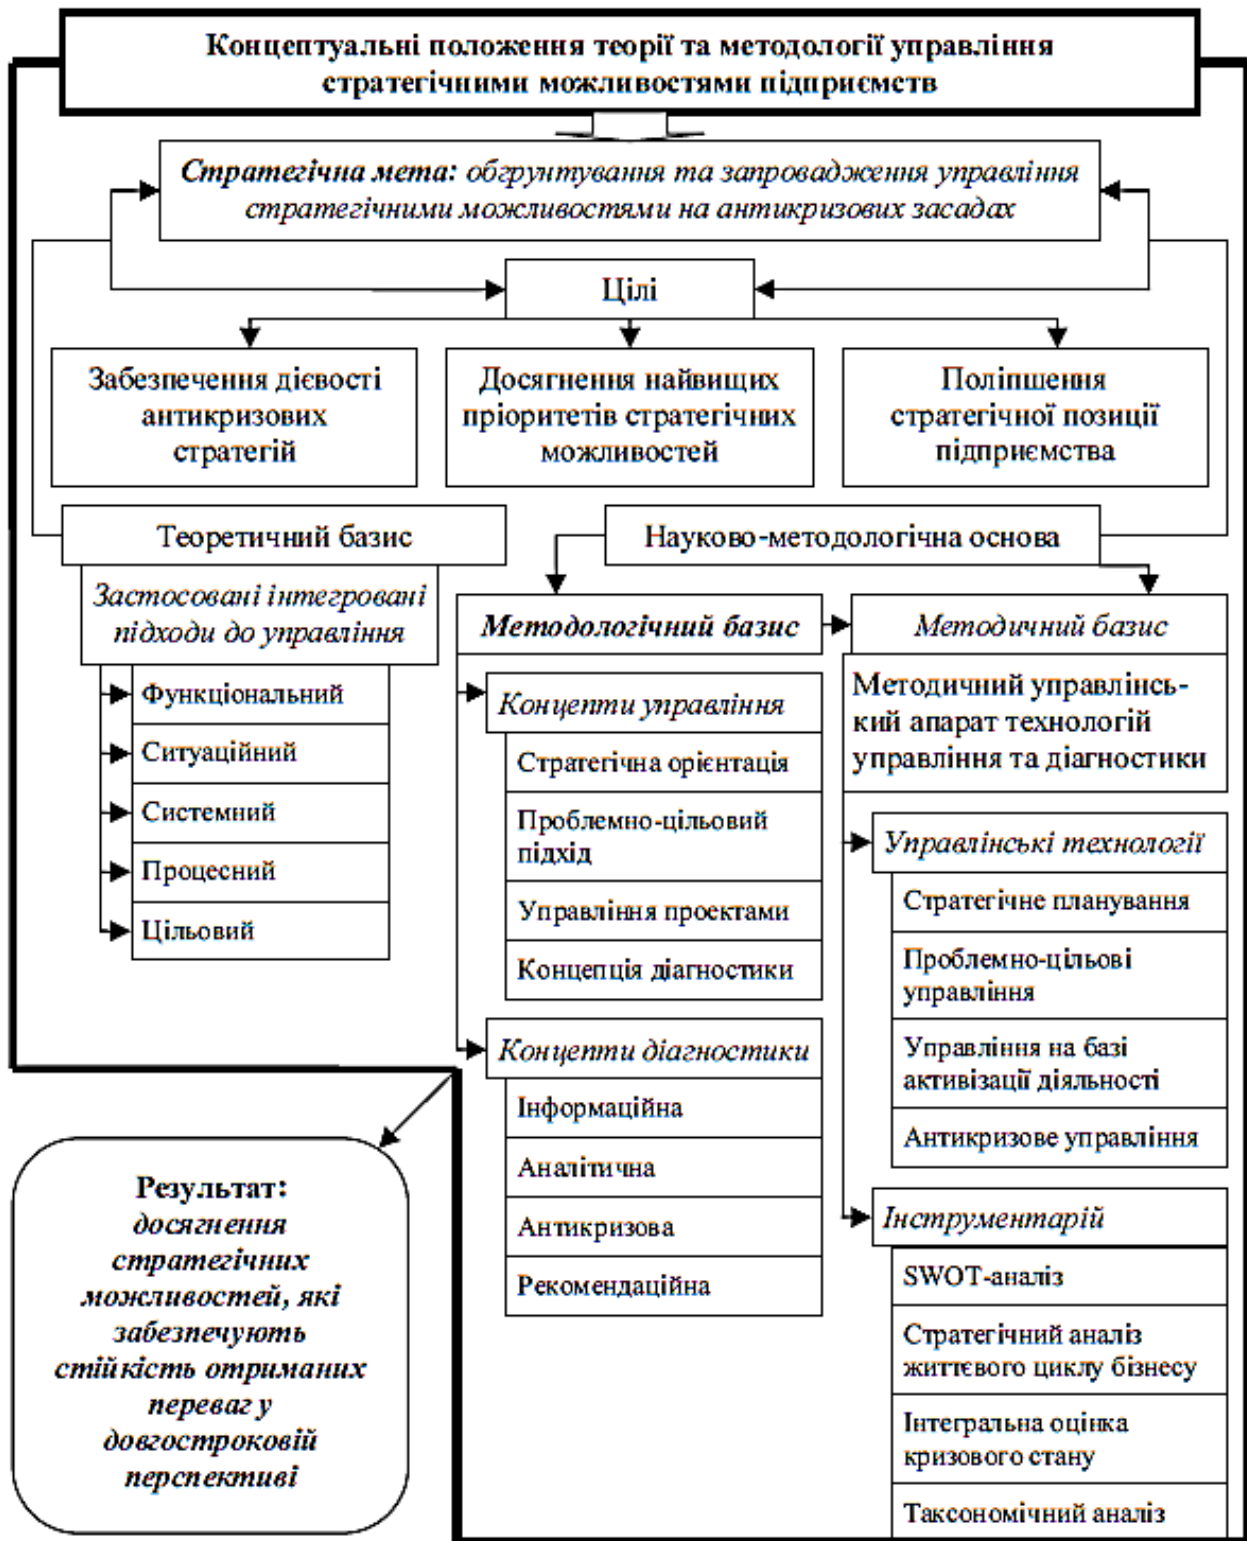 Концептуальні положення теорії та методології управління
стратегічними можливостями підприємств
Стратегічна мета: обгрунтування та запровадження управління
стратегічними можливостями на антикризових засадах
Цілі
Забезпечення дієвості
антикризових
стратегій
Досягнення найвищих
пріоритетів стратегічних
можливостей
Поліпшення
стратегічної позиції
підприємства
Теоретичний базис
Застосовані інтегровані
підходи до управління
Функціональний
Ситуаційний
Системний
Процесний
Цільовий
Науково-методологічна основа
Методологічний базис
Концепти управління
Стратегічна орієнтація
Проблемно-цільовий
підхід
Управління проектами
Концепція діагностики
Концепти діагностики
Інформаційна
Аналітична
Антикризова
Рекомендаційна
Методичний базис
Методичний управлінсь-
кий апарат технологій
управління та діагностики
Управлінські технології
Стратегічне планування
Проблемно-цільові
управління
Управління на базі
активізації діяльності
Антикризове управління
Інструментарій
SWOT-аналіз
Стратегічний аналіз
життєвого циклу бізнесу
Інтегральна оцінка
кризового стану
Таксономічний аналіз
Результат:
досягнення
стратегічних
можливостей, які
забезпечують
стійкість отриманих
переваг у
довгостроковій
перспективі